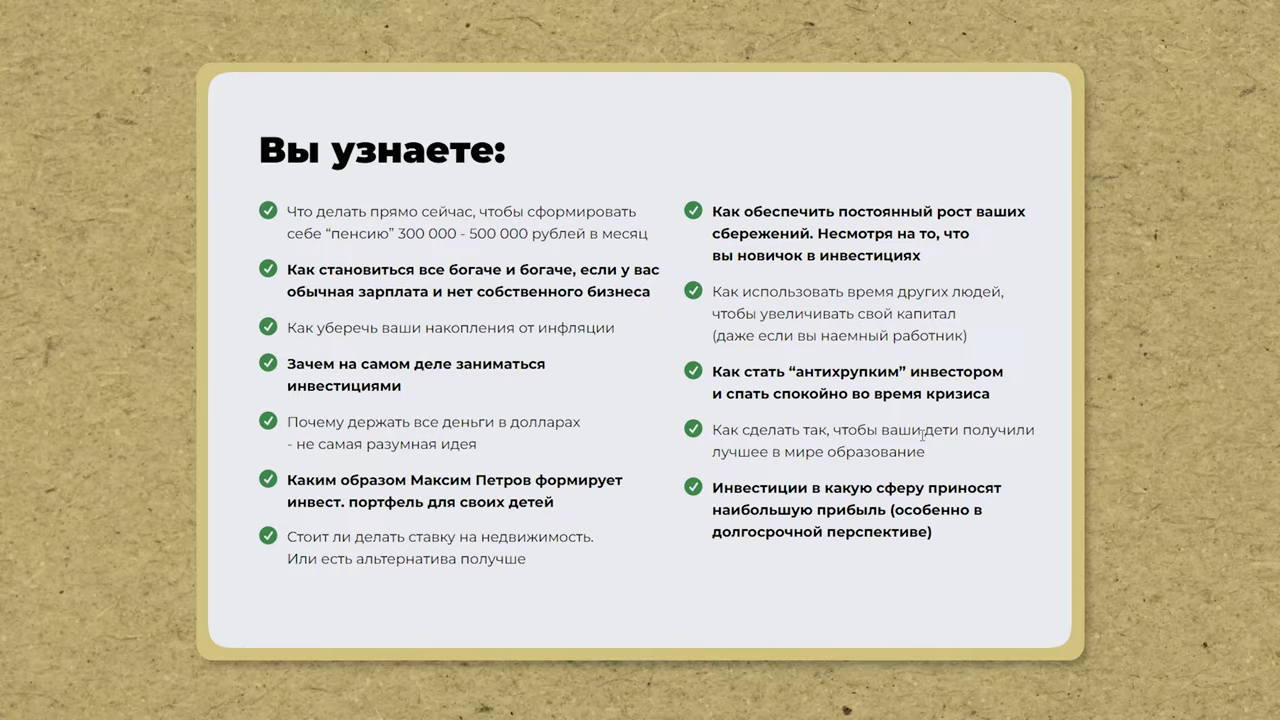 Вы узнаете:
Что делать прямо сейчас, чтобы сформировать
себе “пенсию” 300 000 - 500 000 рублей в месяц
Как становиться все богаче и богаче, если у вас
обычная зарплата и нет собственного бизнеса
Как уберечь ваши накопления от инфляции
Зачем на самом деле заниматься
инвестициями
Почему держать все деньги в долларах
- не самая разумная идея
Каким образом Максим Петров формирует
инвест. портфель для своих детей
Стоит ли делать ставку на недвижимость.
Или есть альтернатива получше
Как обеспечить постоянный рост ваших
сбережений. Несмотря на то, что
вы новичок в инвестициях
Как использовать время других людей,
чтобы увеличивать свой капитал
(даже если вы наемный работник)
Как стать “антихрупким” инвестором
и спать спокойно во время кризиса
Как сделать так, чтобы ваши дети получили
лучшее в мире образование
Инвестиции в какую сферу приносят
наибольшую прибыль (особенно в
долгосрочной перспективе)